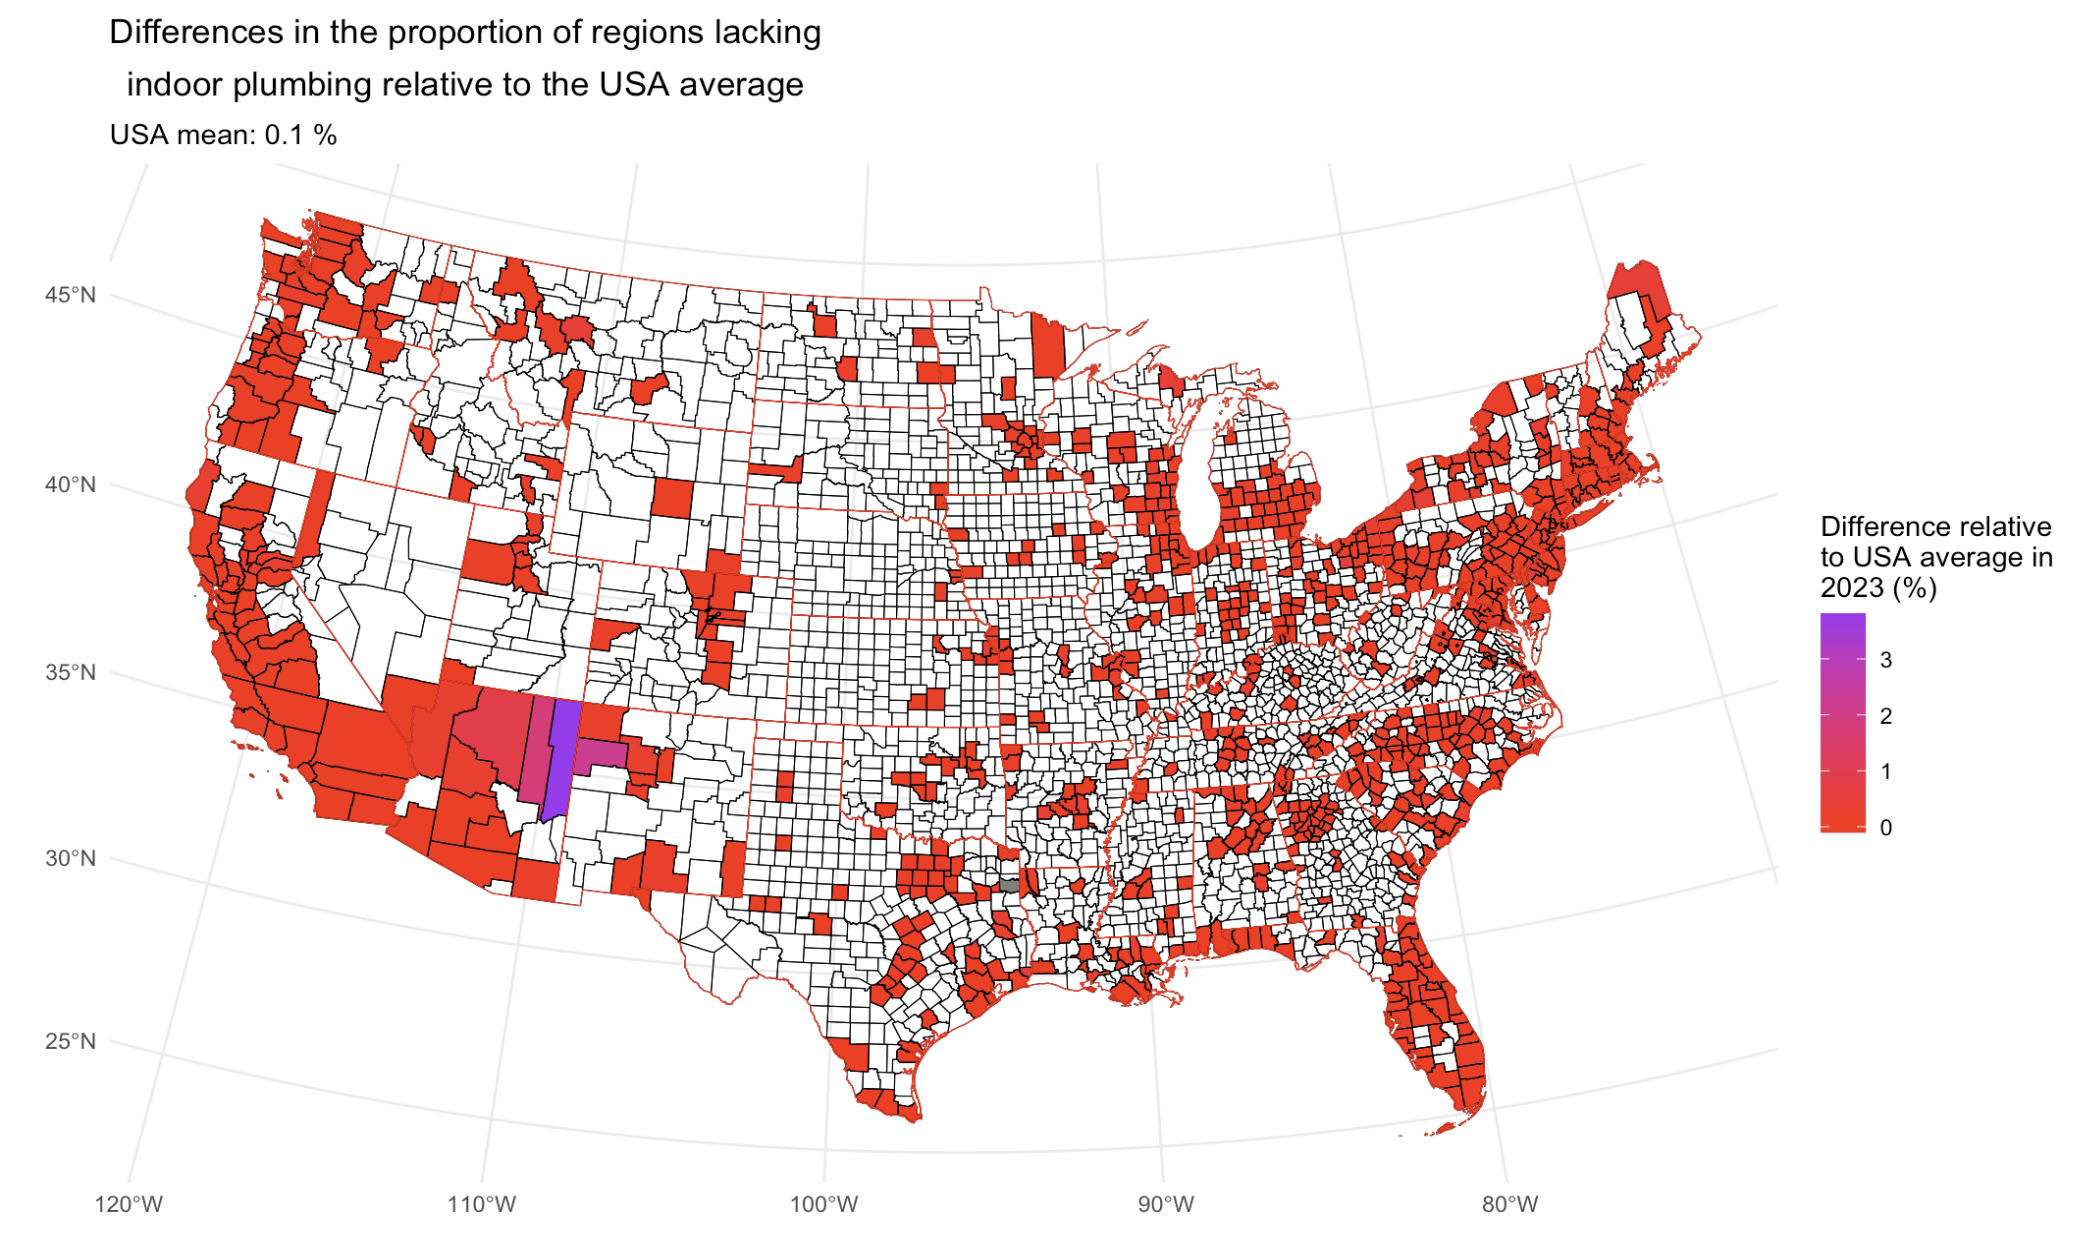 Differences in the proportion of regions lacking
indoor plumbing relative to the USA average
USA mean: 0.1 %
45°N
40°N
35°N
30°N
25°N
120°W
110°W
100°W
90°W
80°W
Difference relative
to USA average in
2023 (%)
3
2
1
0